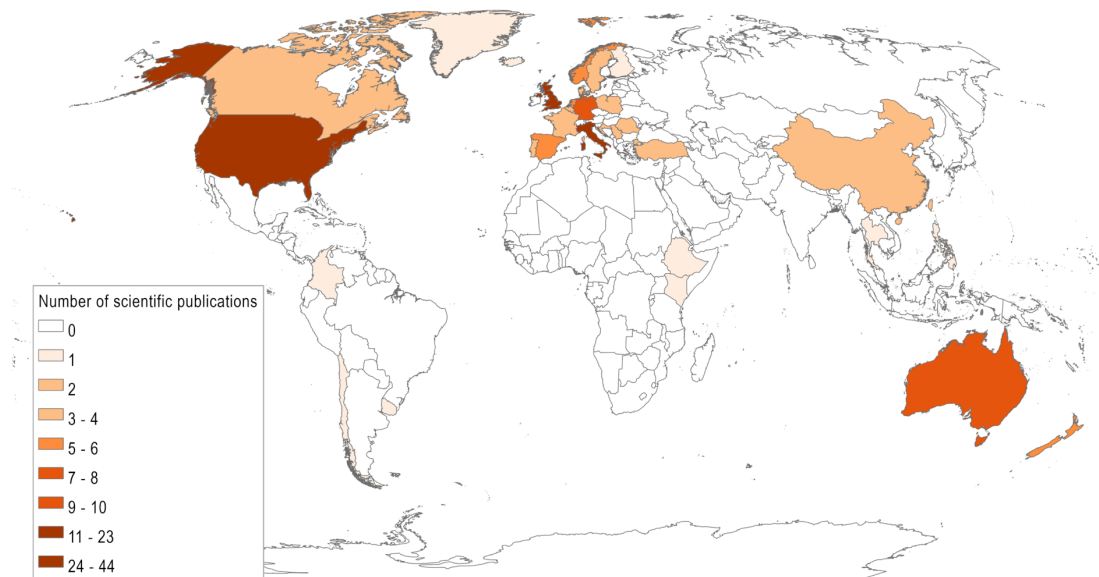 Number of scientific publications
0
1
2
3 - 4
5 - 6
7 - 8
9 - 10
11 - 23
24 - 44